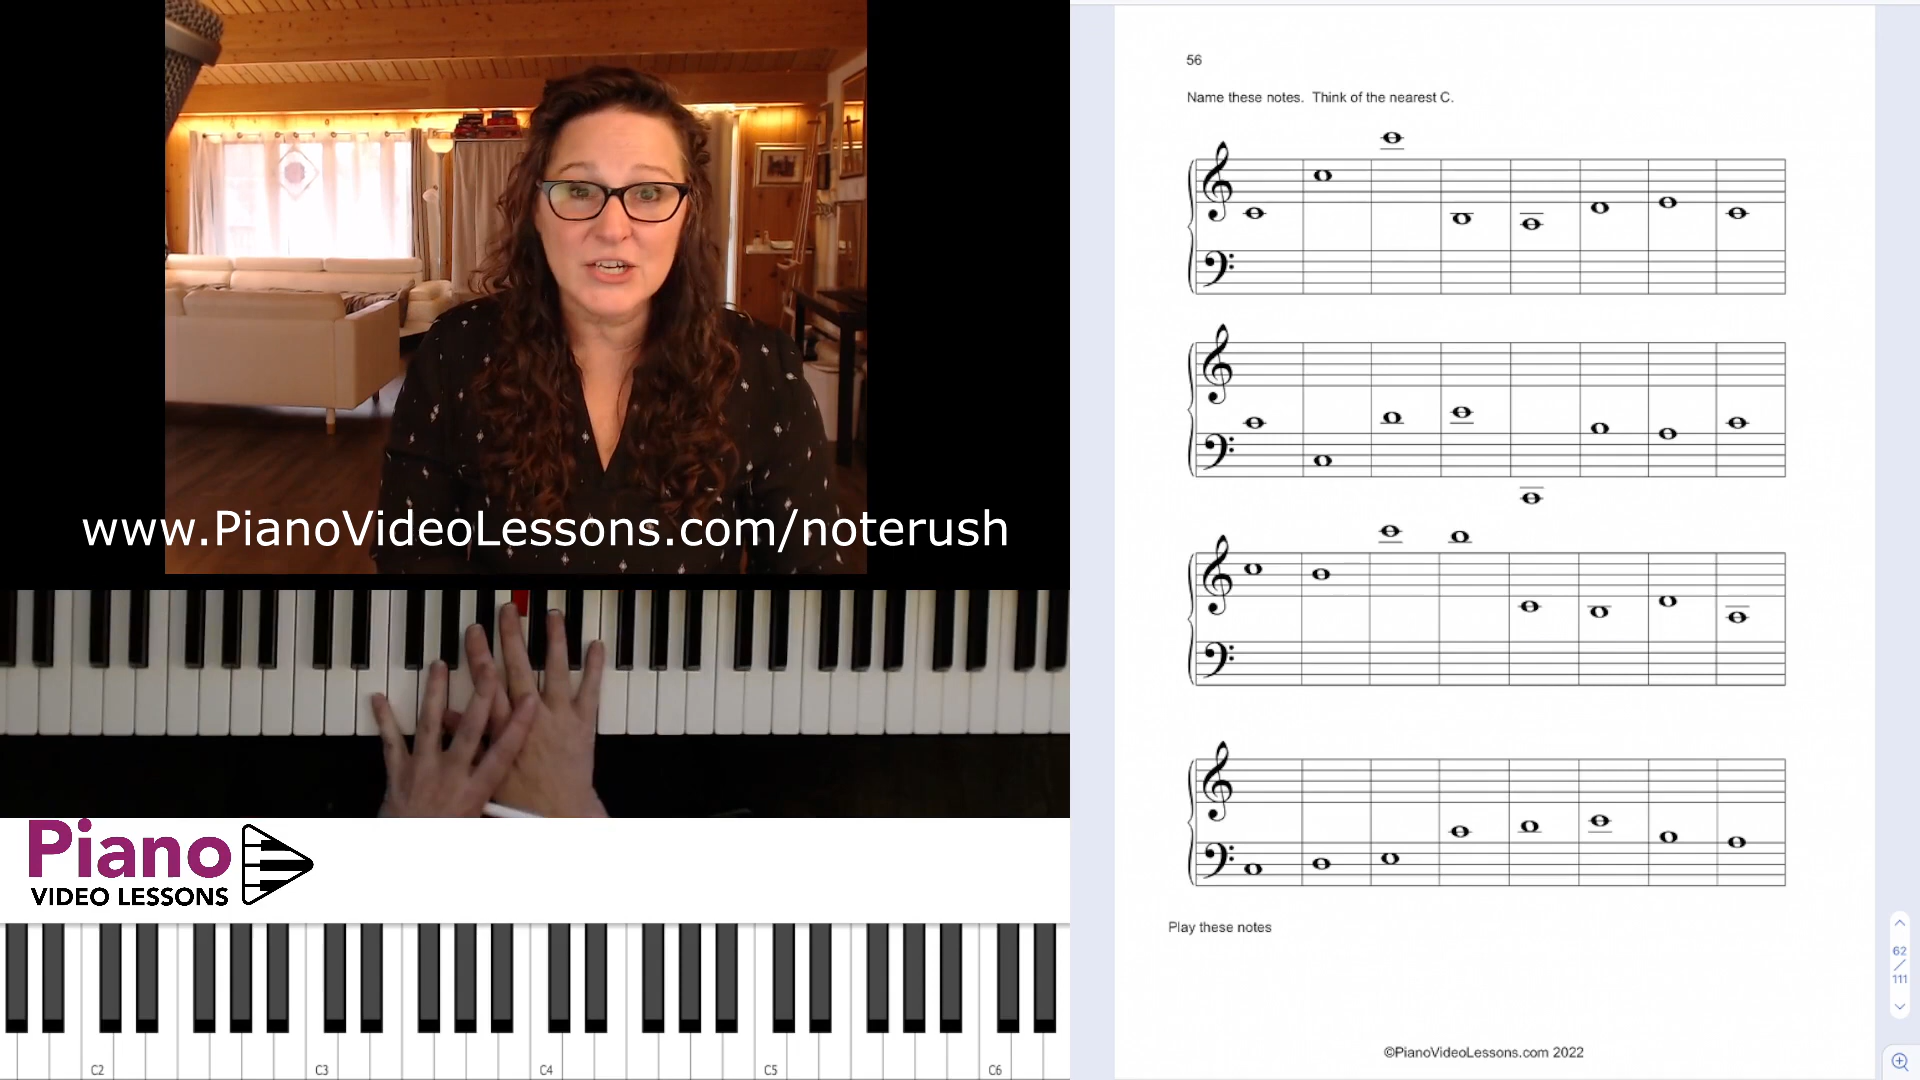 www.PianoVideoLessons.com/noterush
Piano
VIDEO LESSONS
C2
C3
C4
C5
C6
56
Name these notes.  Think of the nearest C.
Play these notes
©PianoVideoLessons.com 2022
62
/
111